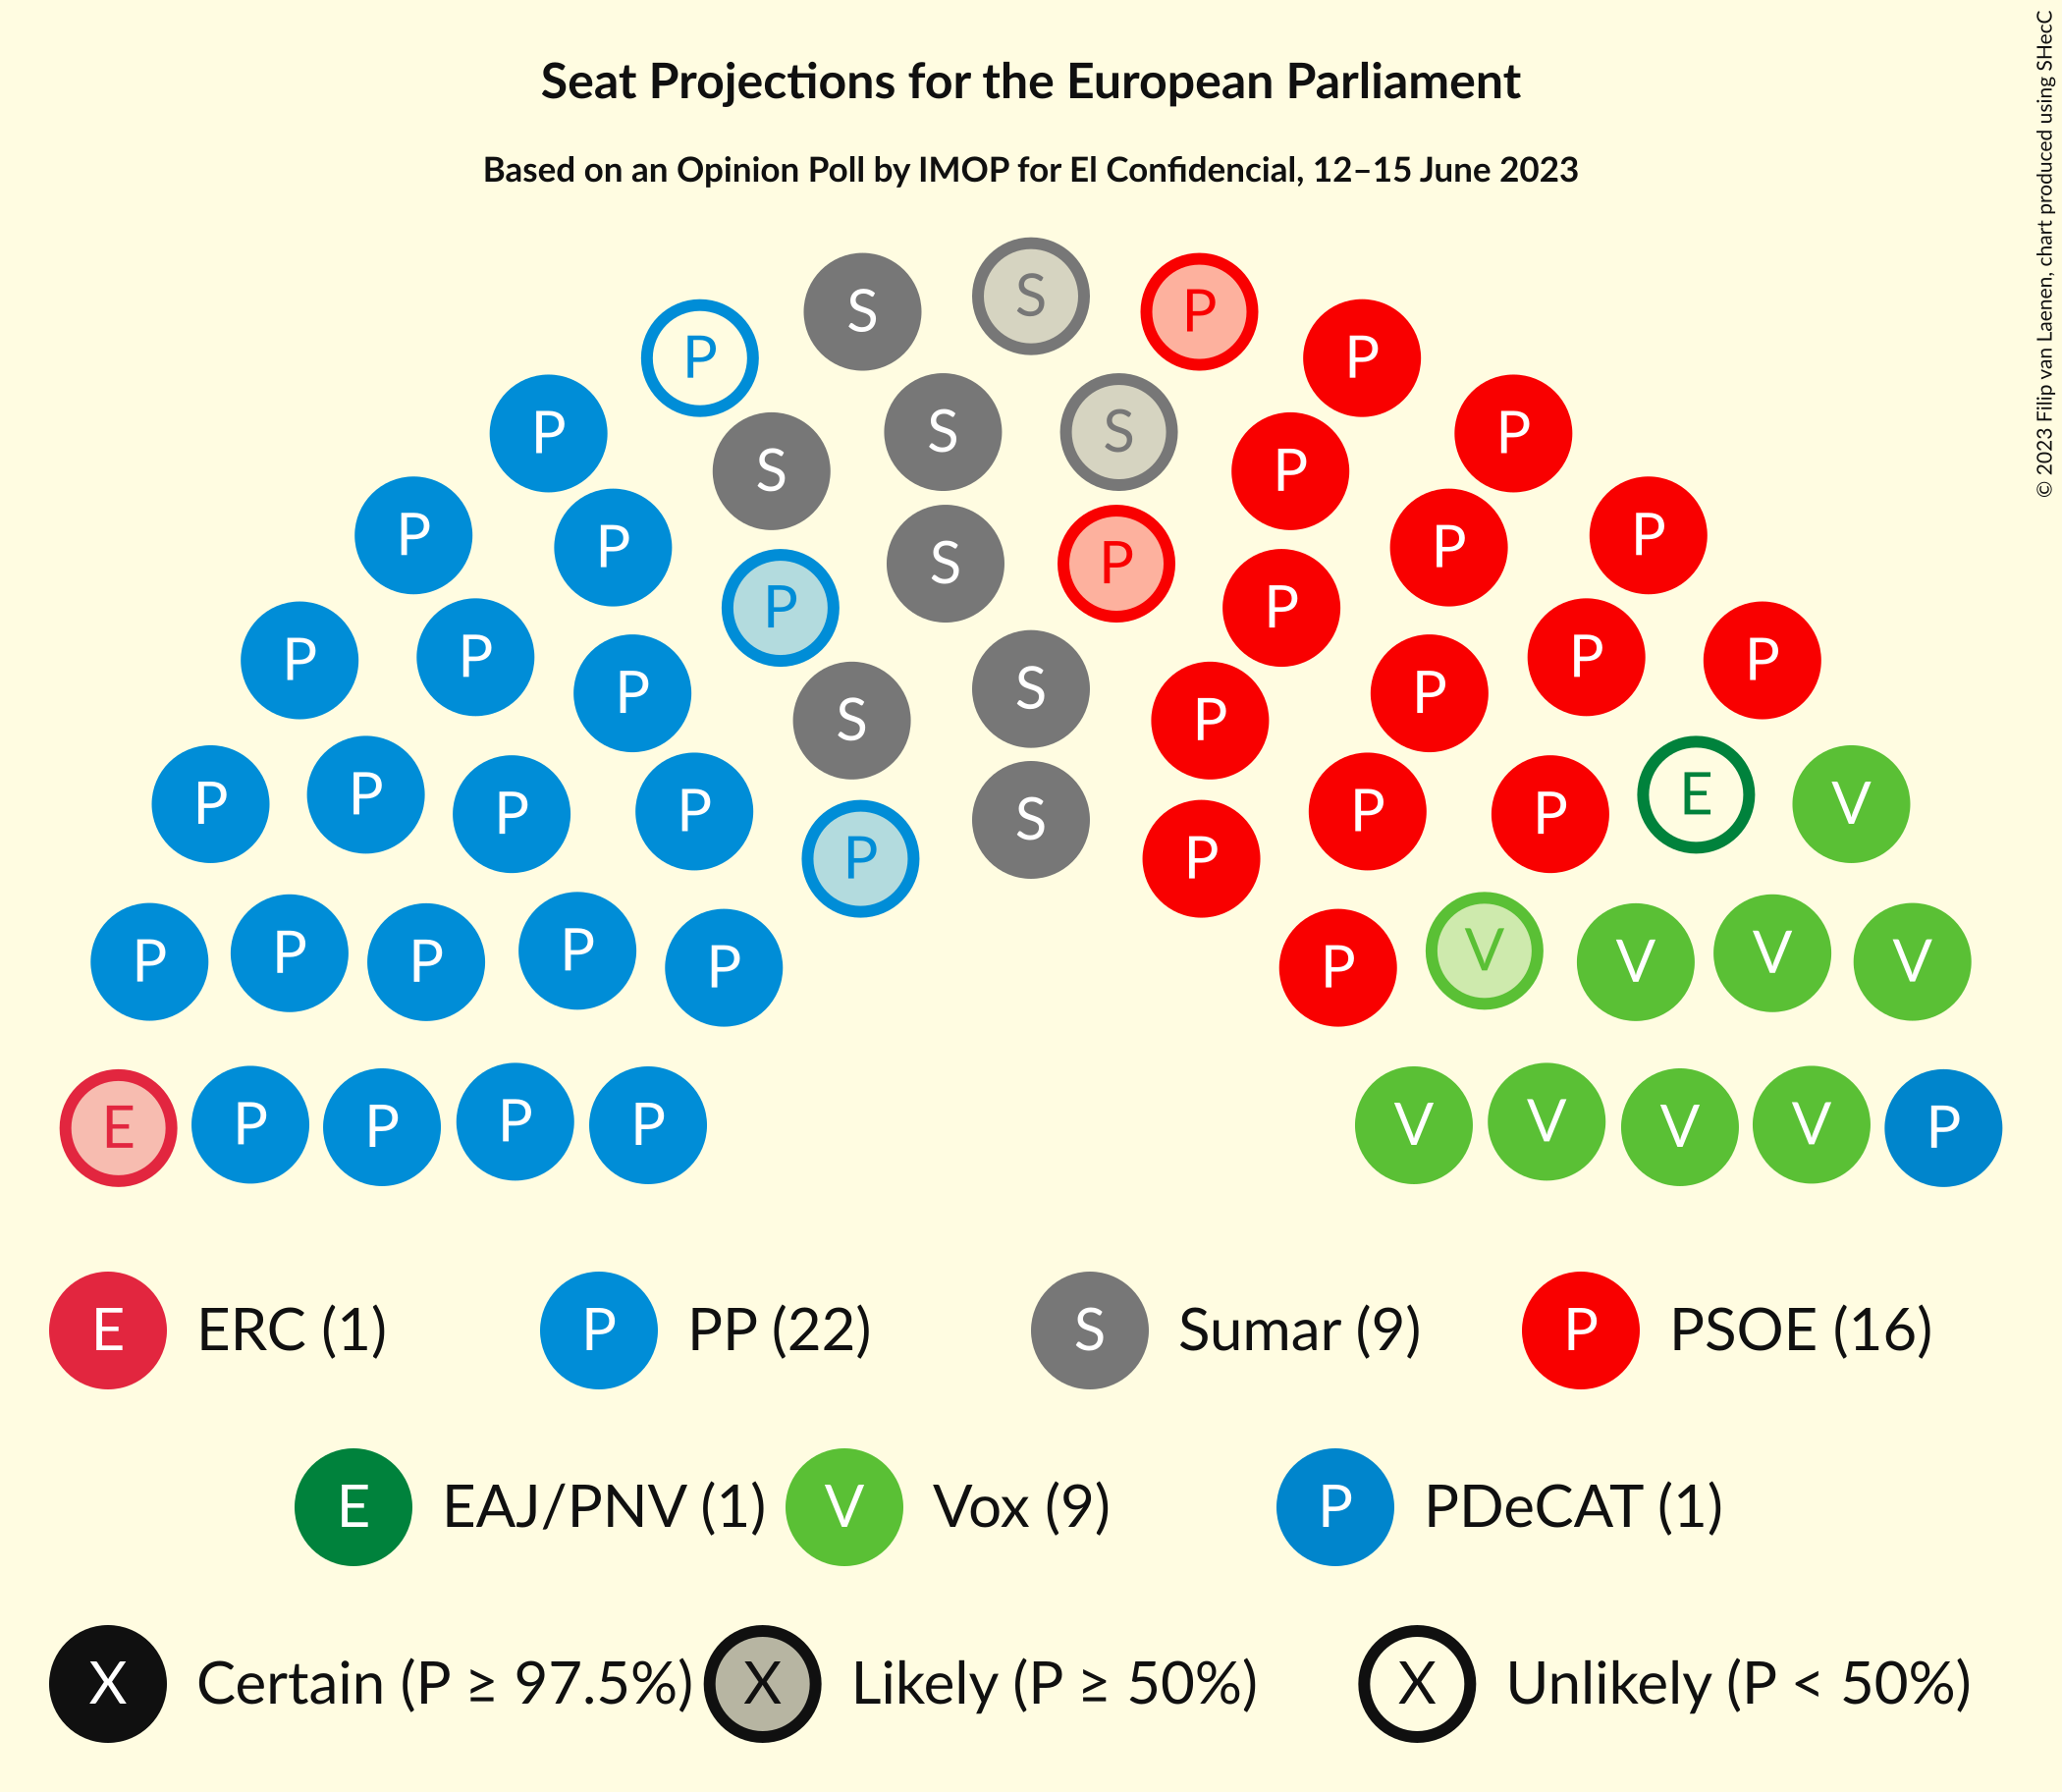 Seat Projections for the European Parliament
Based on an Opinion Poll by IMOP for El Confidencial, 12–15 June 2023
© 2023 Filip van Laenen, chart produced using SHecC
S S P
P P
P S S P
S P
P P S P P P
P P
P P P S P P P
S P
P P P P S P P E V
P P
P P P P P P V V V V
E P P P P V V V V P
E ERC (1) P PP (22) S Sumar (9) P PSOE (16)
E EAJ/PNV (1) V Vox (9) P PDeCAT (1)
X Certain (P ≥ 97.5%) X Likely (P ≥ 50%) X Unlikely (P < 50%)